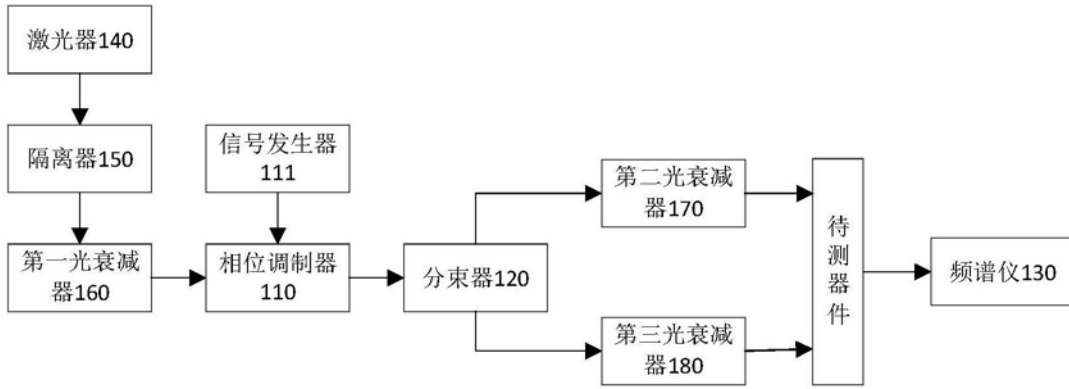 激光器140
隔离器150
第一光衰减
器160
信号发生器
111
相位调制器
110
分束器120
第二光衰减
器170
第三光衰减
器180
待
测
器
件
频谱仪130